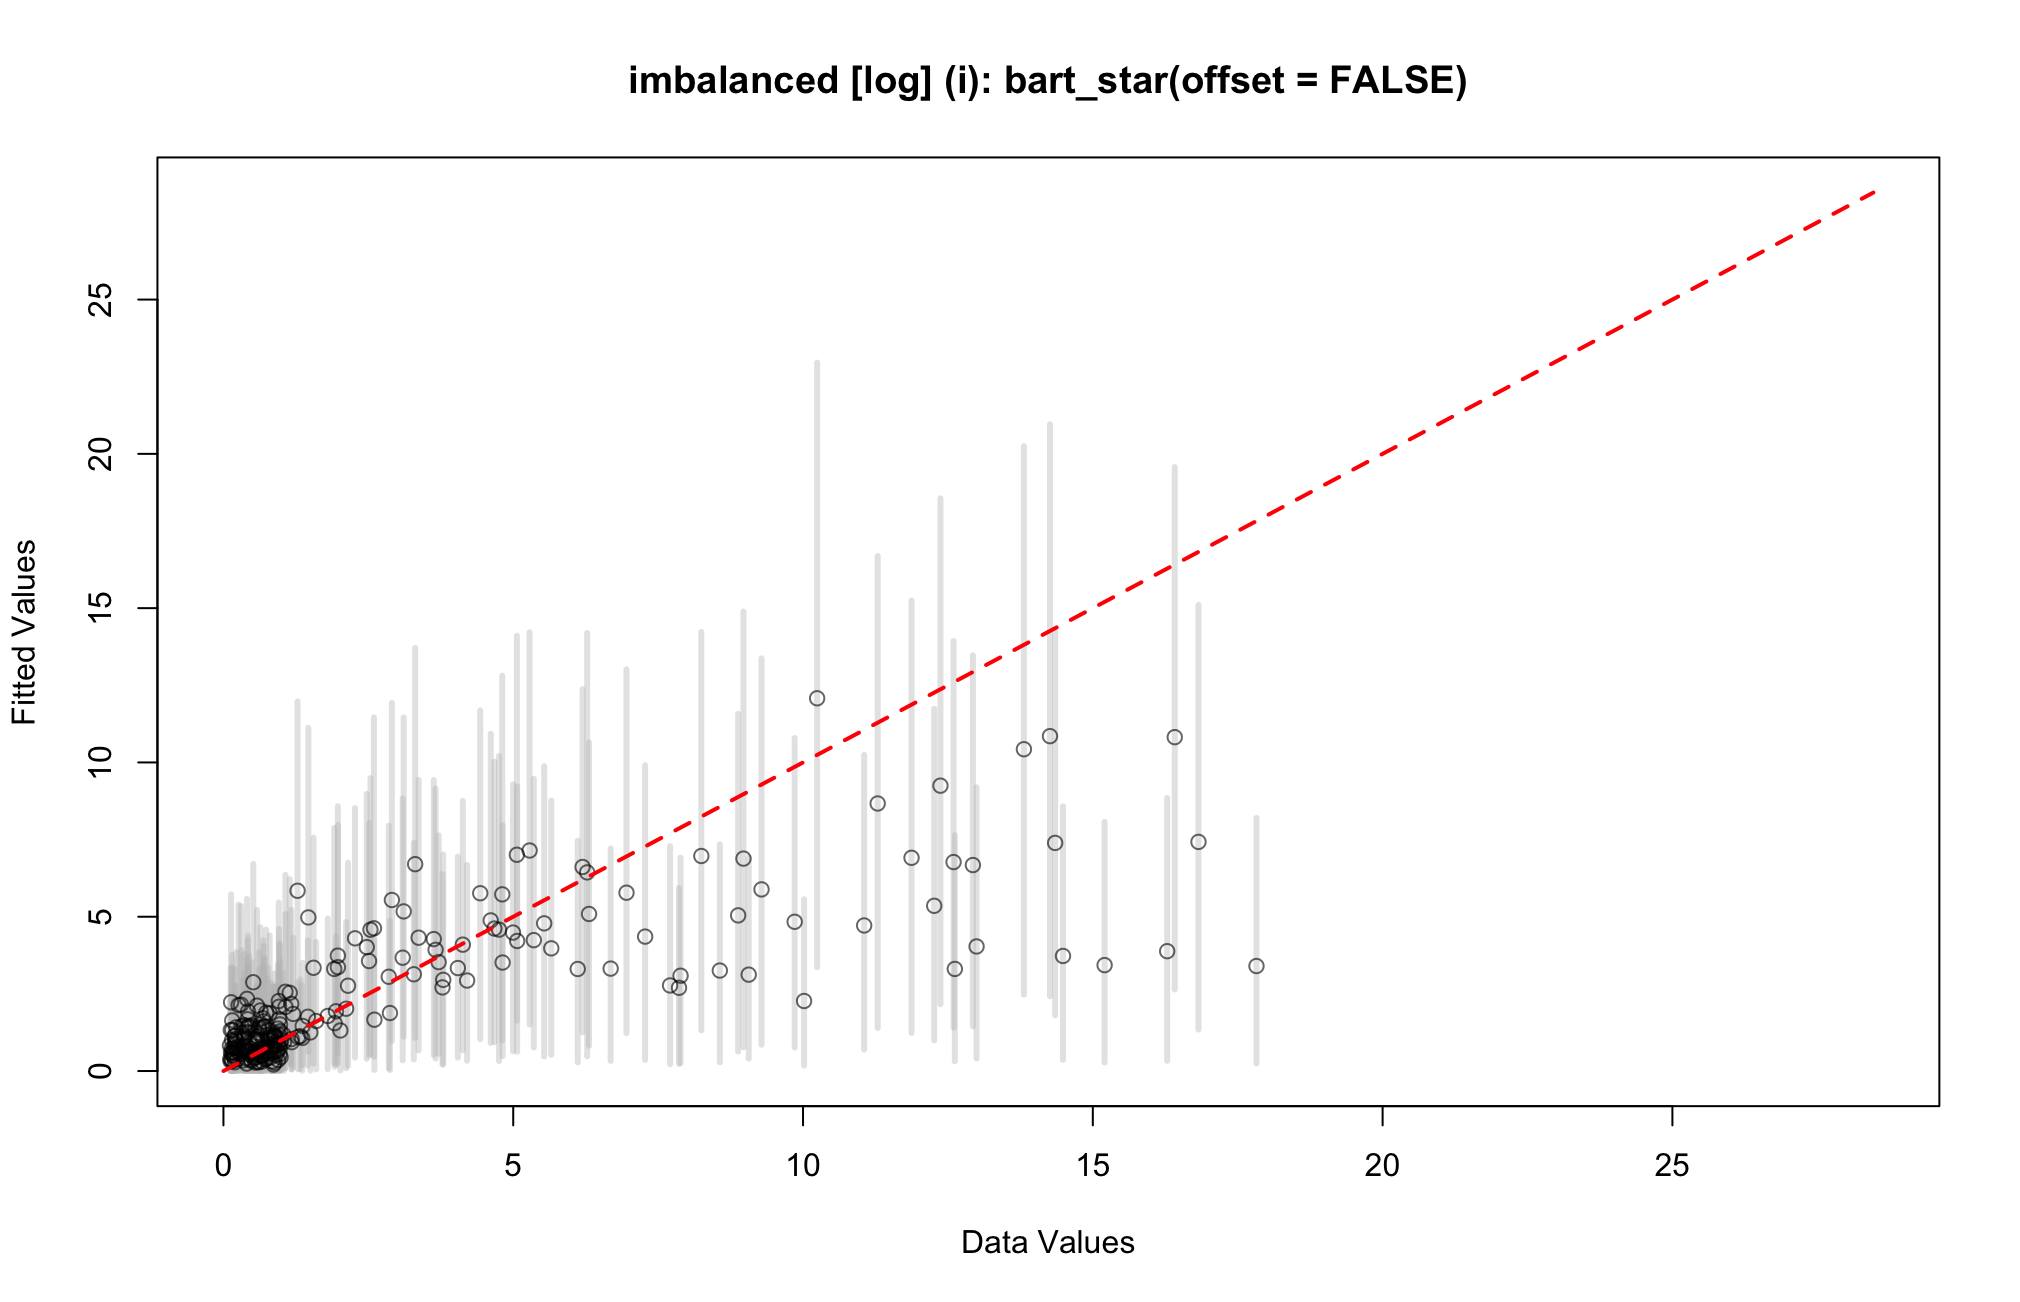 imbalanced [log] (i): bart_star(offset = FALSE)
Fitted Values
25
20
15
10
5
0
0 5 10 15 20 25
Data Values